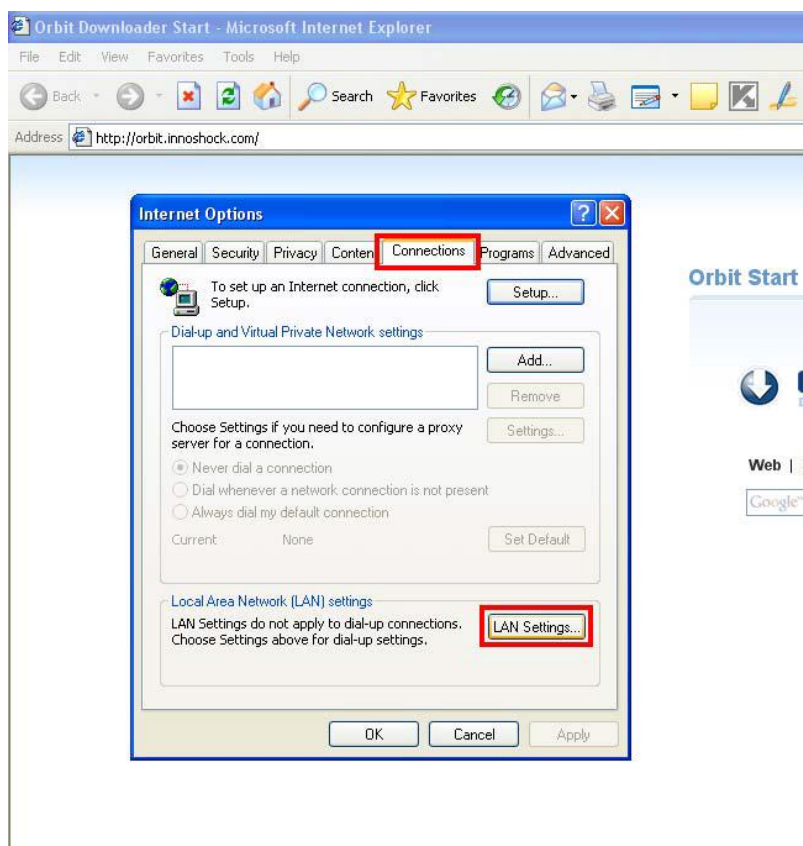 Orbit Downloader Start - Microsoft Internet Explorer
File Edit View Favorites Tools Help
Back Search Favorites
Address http://orbit.innoshock.com/
Internet Options
General Security Privacy Conten Connections Programs Advanced
To set up an Internet connection, click
Setup.
Setup...
Dial-up and Virtual Private Network settings
Add...
Remove
Choose Settings if you need to configure a proxy
server for a connection.
Settings...
Never dial a connection
Dial whenever a network connection is not present
Always dial my default connection
Current None
Set Default
Local Area Network (LAN) settings
LAN Settings do not apply to dial-up connections.
Choose Settings above for dial-up settings.
LAN Settings...
OK Cancel Apply
Orbit Start
Web |
Google